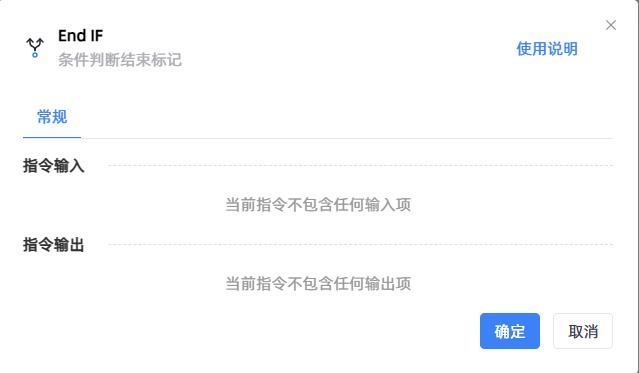 End IF
条件判断结束标记
使用说明
常规
指令输入
当前指令不包含任何输入项
指令输出
当前指令不包含任何输出项
确定
取消